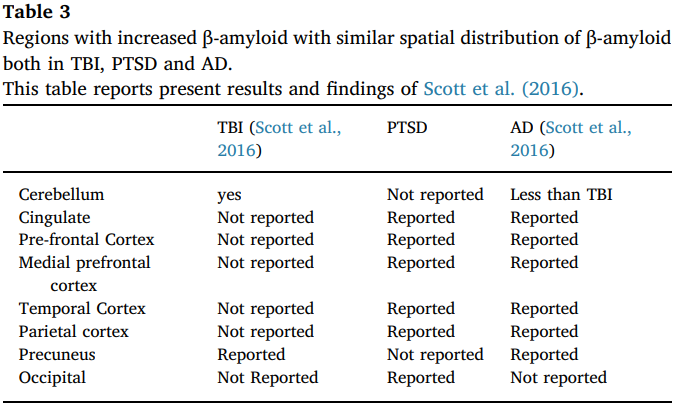 Table 3
Regions with increased β-amyloid with similar spatial distribution of β-amyloid
both in TBI, PTSD and AD.
This table reports present results and findings of Scott et al. (2016).
TBI (Scott et al., 2016) PTSD AD (Scott et al., 2016)
Cerebellum yes Not reported Less than TBI
Cingulate Not reported Reported Reported
Pre-frontal Cortex Not reported Reported Reported
Medial prefrontal cortex Not reported Reported Reported
Temporal Cortex Not reported Reported Reported
Parietal cortex Not reported Reported Reported
Precuneus Reported Not reported Reported
Occipital Not Reported Reported Not reported